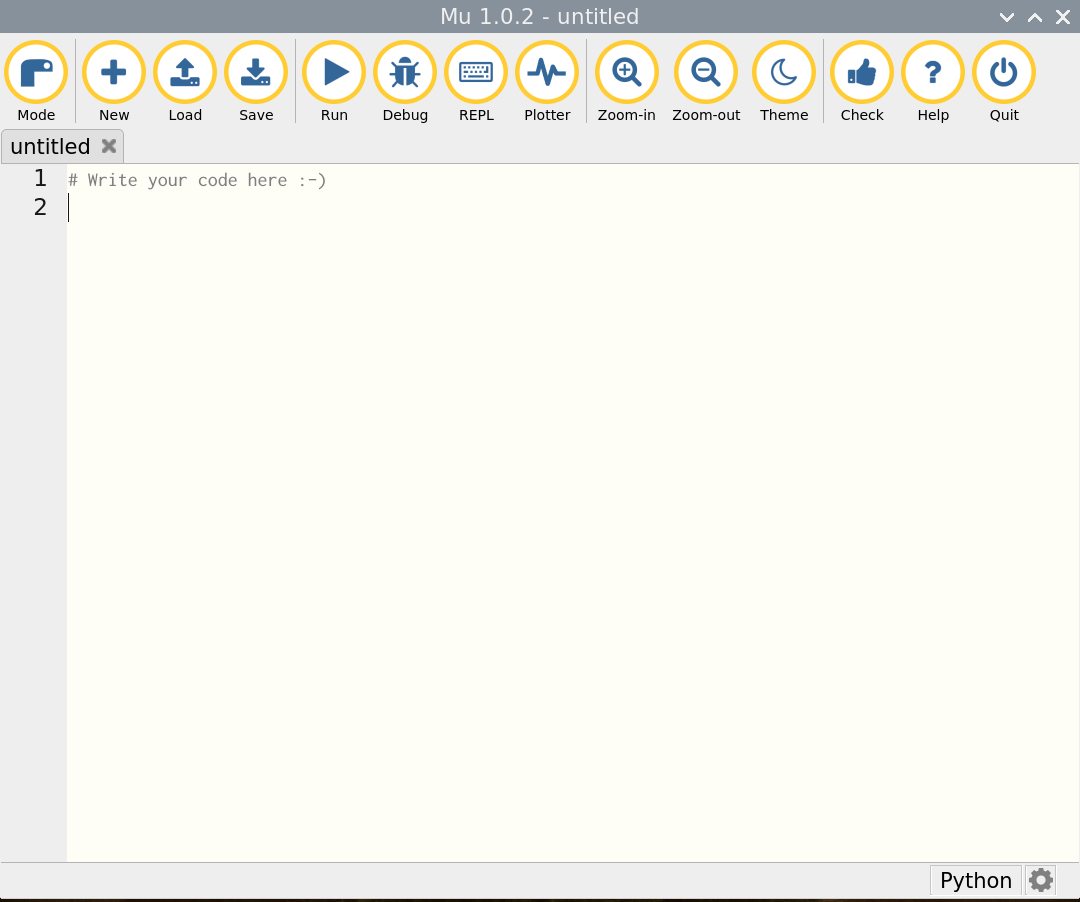 Mu 1.0.2 - untitled
Mode New Load Save Run Debug REPL Plotter Zoom-in Zoom-out Theme Check Help Quit
untitled
1 # Write your code here :-)
2
Python